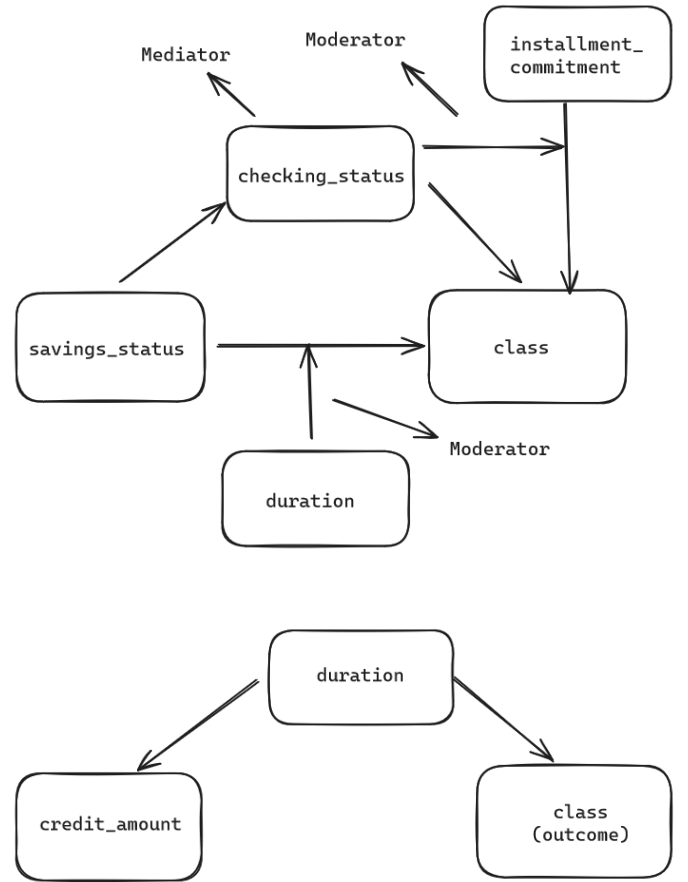 Moderator
installment_
commitment
Mediator
checking_status
savings_status
class
Moderator
duration
duration
credit_amount
class
(outcome)